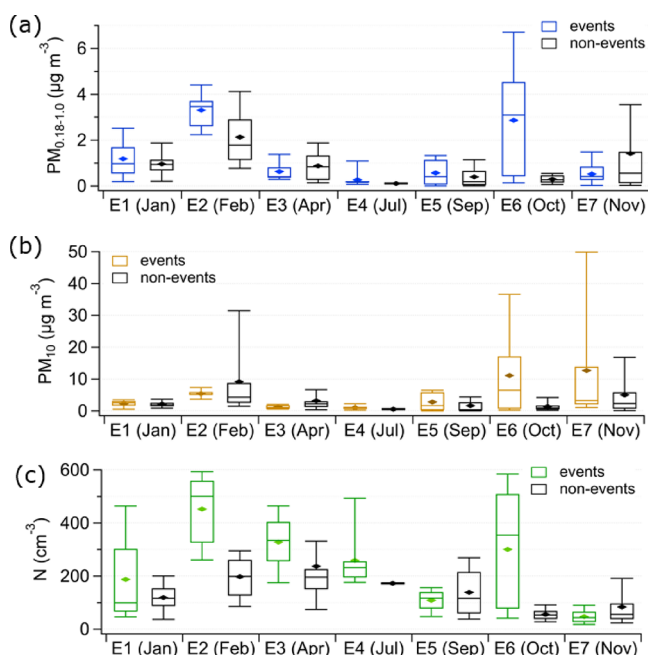 (a)
PM0.18-1.0 (µg m-3)
6
4
2
0
events
non-events
E1 (Jan) E2 (Feb) E3 (Apr) E4 (Jul) E5 (Sep) E6 (Oct) E7 (Nov)
(b)
PM10 (µg m-3)
50
40
30
20
10
0
events
non-events
E1 (Jan) E2 (Feb) E3 (Apr) E4 (Jul) E5 (Sep) E6 (Oct) E7 (Nov)
(c)
N (cm-3)
600
400
200
0
events
non-events
E1 (Jan) E2 (Feb) E3 (Apr) E4 (Jul) E5 (Sep) E6 (Oct) E7 (Nov)